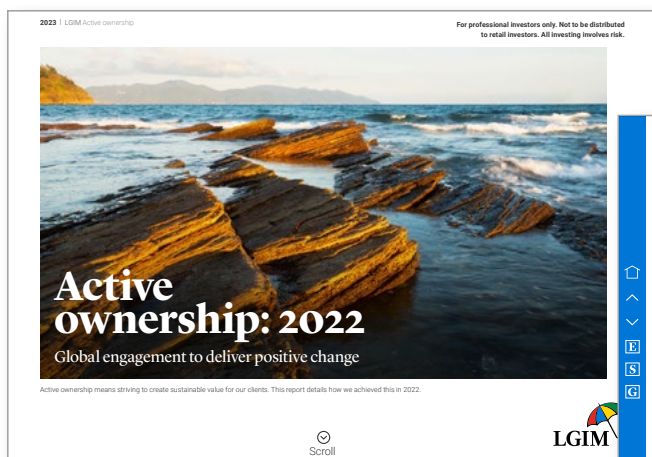 2023 | LGIM Active ownership
For professional investors only. Not to be distributed
to retail investors. All investing involves risk.
Active
ownership: 2022
Global engagement to deliver positive change
Active ownership means striving to create sustainable value for our clients. This report details how we achieved this in 2022.
E
S
G
Scroll
LGIM